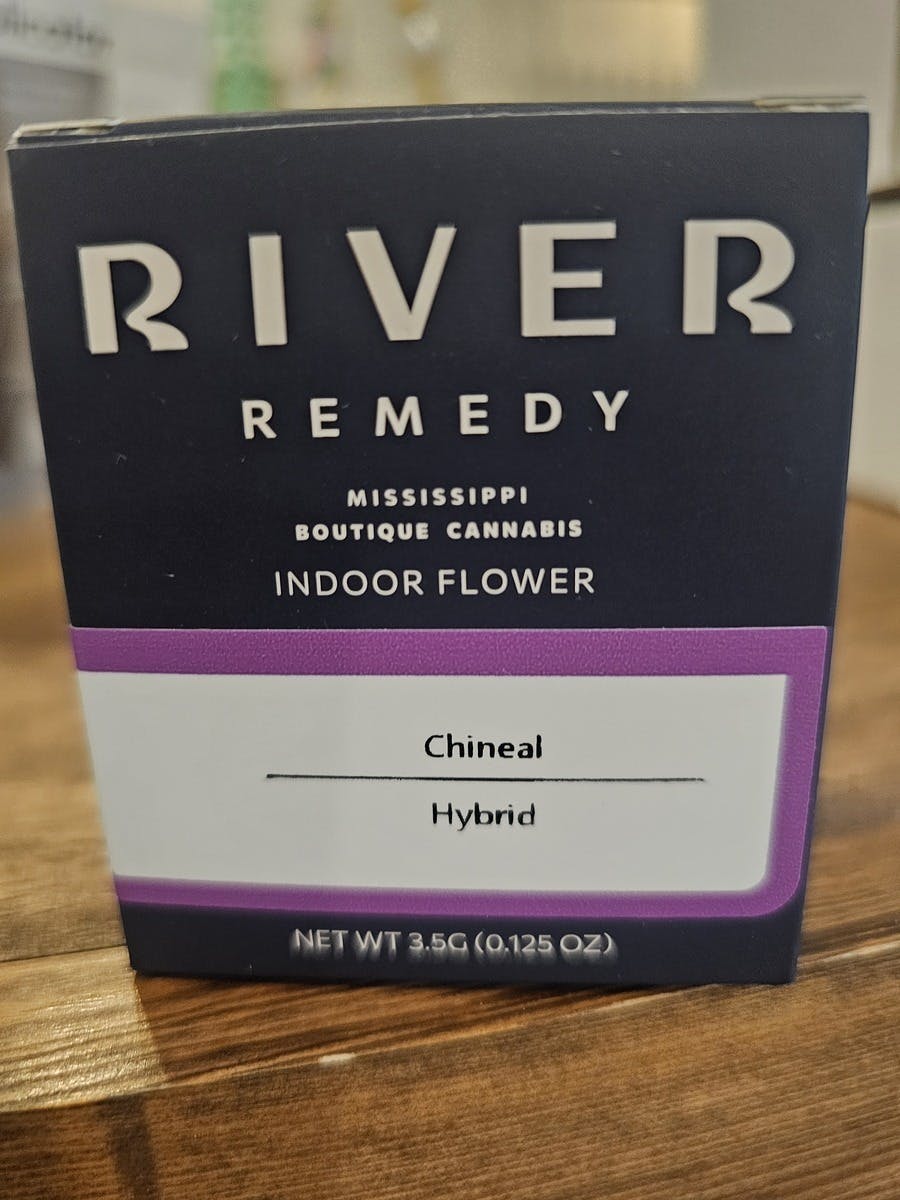 RIVER
REMEDY
MISSISSIPPI
BOUTIQUE CANNABIS
INDOOR FLOWER
Chineal
Hybrid
NET WT 3.5G (0.125 OZ)